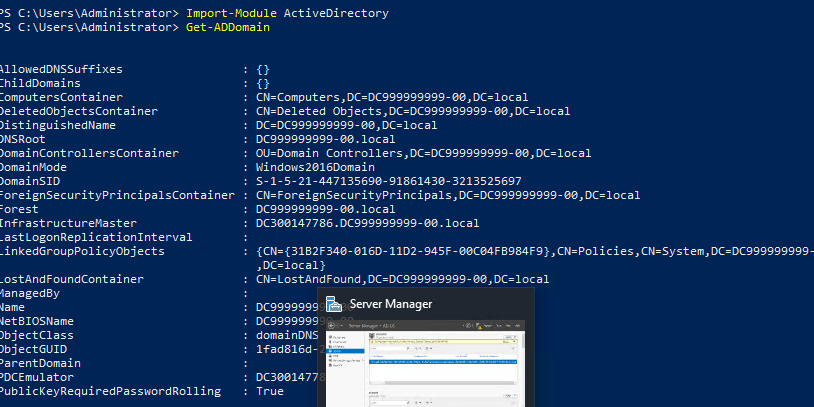 PS C:\Users\Administrator> Import-Module ActiveDirectory
PS C:\Users\Administrator> Get-ADDomain
AllowedDNSSuffixes : {}
ChildDomains : {}
ComputersContainer : CN=Computers,DC=DC999999999-00,DC=local
DeletedObjectsContainer : CN=Deleted Objects,DC=DC999999999-00,DC=local
DistinguishedName : DC=DC999999999-00,DC=local
DNSRoot : DC999999999-00.local
DomainControllersContainer : OU=Domain Controllers,DC=DC999999999-00,DC=local
DomainMode : Windows2016Domain
DomainSID : S-1-5-21-447135690-91861430-3213525697
ForeignSecurityPrincipalsContainer : CN=ForeignSecurityPrincipals,DC=DC999999999-00,DC=local
Forest : DC999999999-00.local
InfrastructureMaster : DC300147786.DC999999999-00.local
LastLogonReplicationInterval :
LinkedGroupPolicyObjects : {CN={31B2F340-016D-11D2-945F-00C04FB984F9},CN=Policies,CN=System,DC=DC999999999-
,DC=local}
LostAndFoundContainer : CN=LostAndFound,DC=DC999999999-00,DC=local
ManagedBy :
Name : DC9999999
NetBIOSName : DC9999999
ObjectClass : domainDNS
ObjectGUID : 1fad816d-
ParentDomain :
PDCEmulator : DC30014778
PublicKeyRequiredPasswordRolling : True
Server Manager